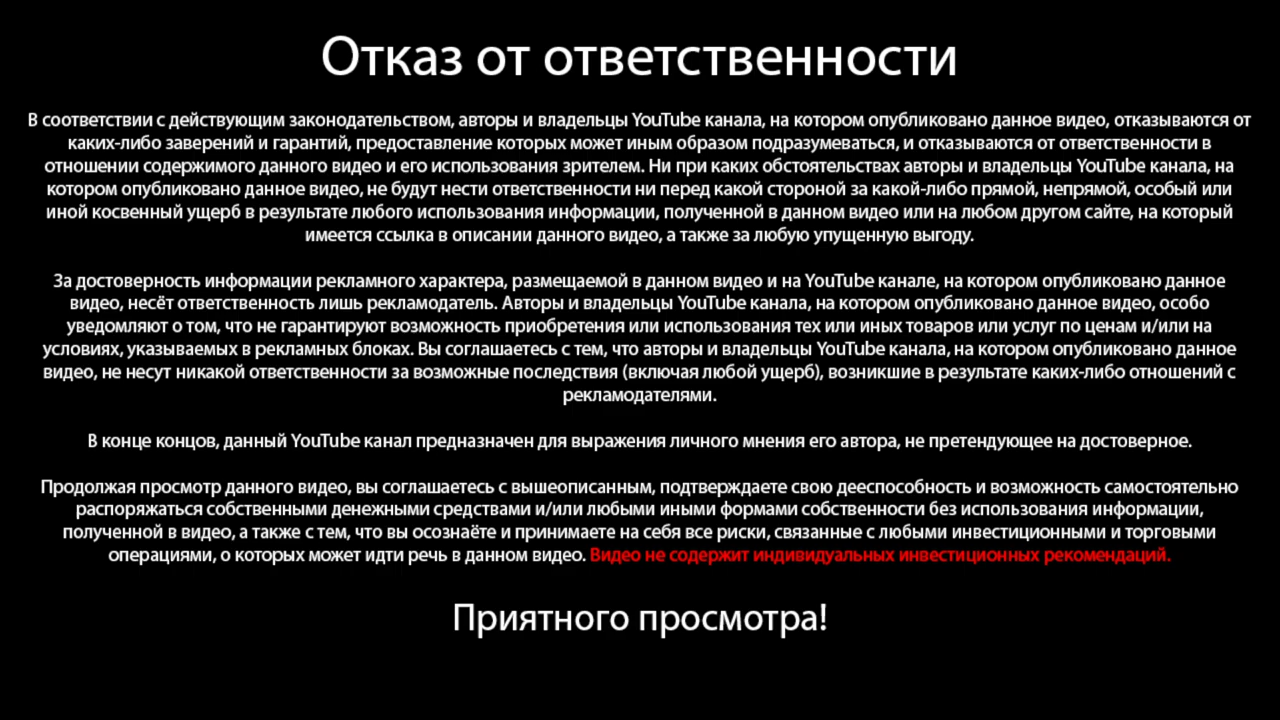 Отказ от ответственности
В соответствии с действующим законодательством, авторы и владельцы YouTube канала, на котором опубликовано данное видео, отказываются от
каких-либо заверений и гарантий, предоставление которых может иным образом подразумеваться, и отказываются от ответственности в
отношении содержимого данного видео и его использования зрителем. Ни при каких обстоятельствах авторы и владельцы YouTube канала, на
котором опубликовано данное видео, не будут нести ответственности ни перед какой стороной за какой-либо прямой, непрямой, особый или
иной косвенный ущерб в результате любого использования информации, полученной в данном видео или на любом другом сайте, на который
имеется ссылка в описании данного видео, а также за любую упущенную выгоду.
За достоверность информации рекламного характера, размещаемой в данном видео и на YouTube канале, на котором опубликовано данное
видео, несёт ответственность лишь рекламодатель. Авторы и владельцы YouTube канала, на котором опубликовано данное видео, особо
уведомляют о том, что не гарантируют возможность приобретения или использования тех или иных товаров или услуг по ценам и/или на
условиях, указываемых в рекламных блоках. Вы соглашаетесь с тем, что авторы и владельцы YouTube канала, на котором опубликовано данное
видео, не несут никакой ответственности за возможные последствия (включая любой ущерб), возникшие в результате каких-либо отношений с
рекламодателями.
В конце концов, данный YouTube канал предназначен для выражения личного мнения его автора, не претендующее на достоверное.
Продолжая просмотр данного видео, вы соглашаетесь с вышеописанным, подтверждаете свою дееспособность и возможность самостоятельно
распоряжаться собственными денежными средствами и/или любыми иными формами собственности без использования информации,
полученной в видео, а также с тем, что вы осознаёте и принимаете на себя все риски, связанные с любыми инвестиционными и торговыми
операциями, о которых может идти речь в данном видео. Видео не содержит индивидуальных инвестиционных рекомендаций.
Приятного просмотра!